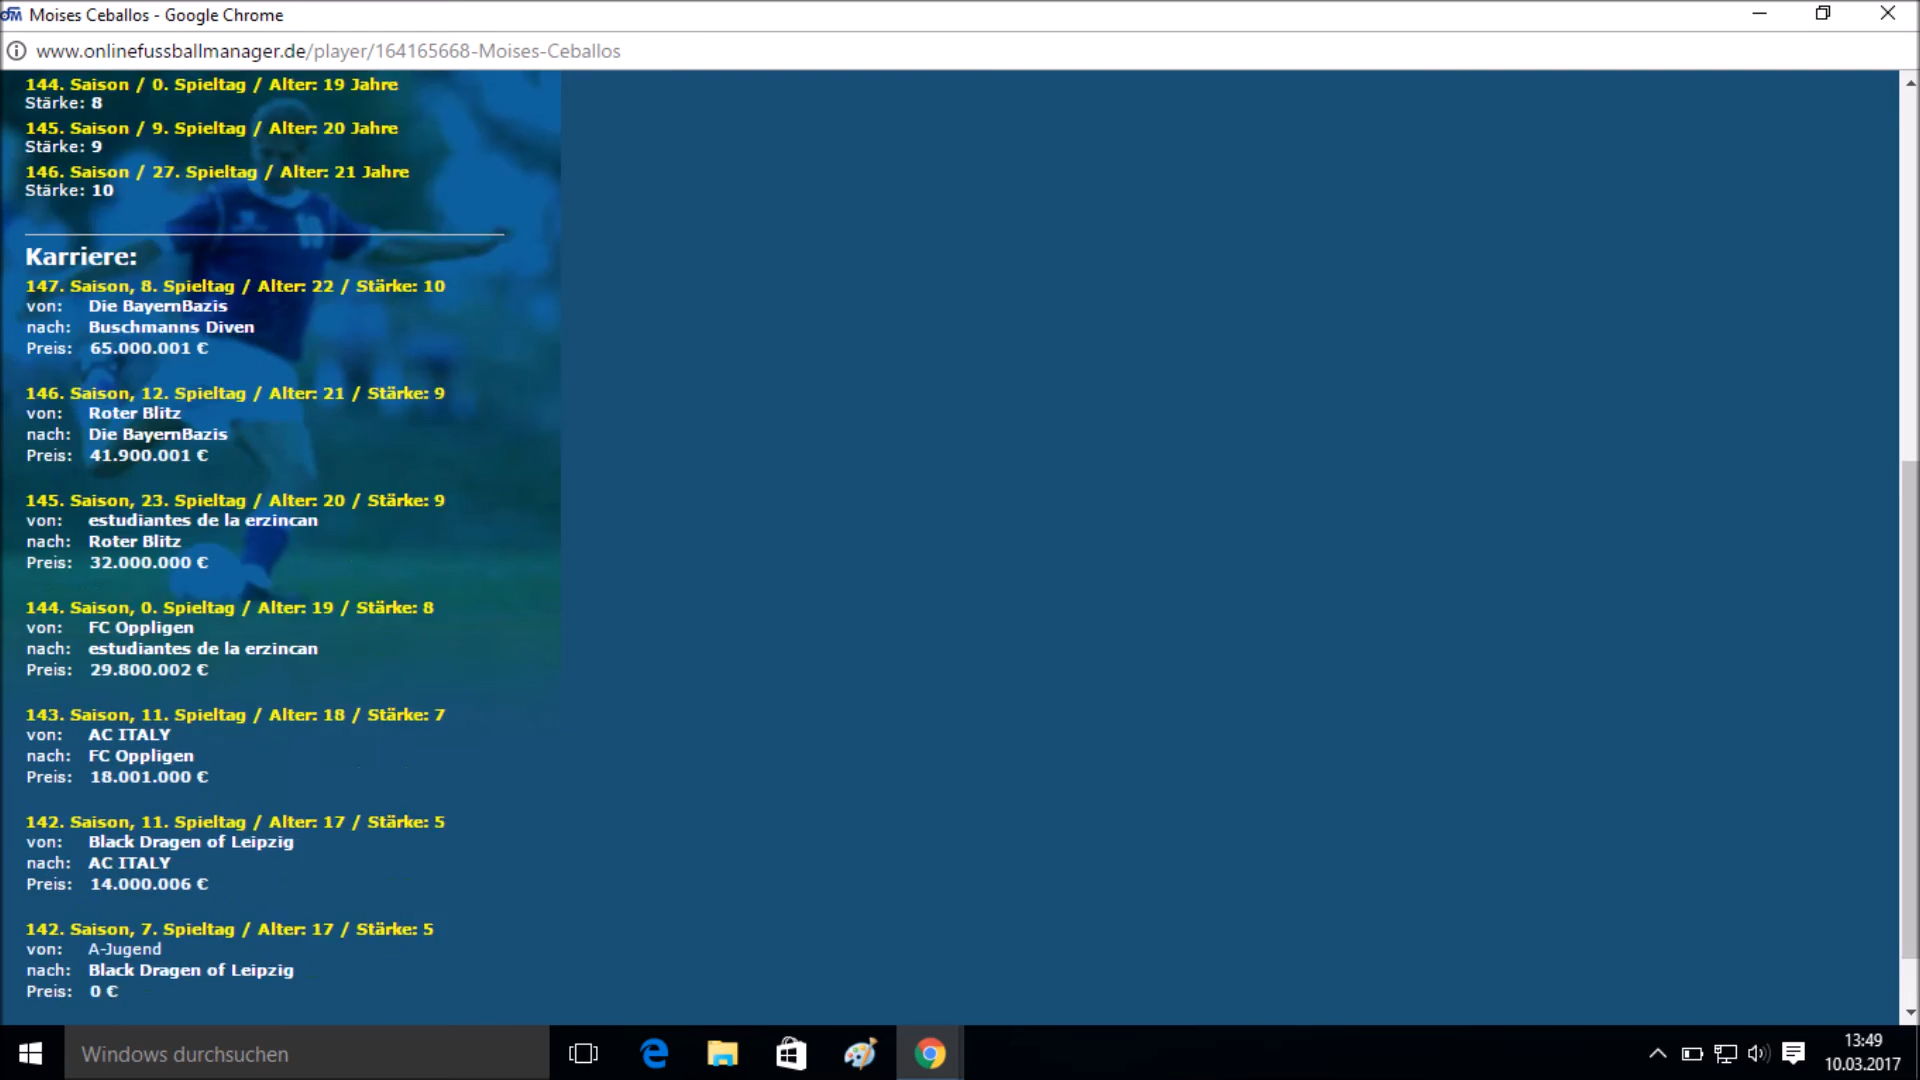 OFM Moises Ceballos - Google Chrome
www.onlinefussballmanager.de/player/164165668-Moises-Ceballos
144. Saison / 0. Spieltag / Alter: 19 Jahre
Stärke: 8
145. Saison / 9. Spieltag / Alter: 20 Jahre
Stärke: 9
146. Saison / 27. Spieltag / Alter: 21 Jahre
Stärke: 10
Karriere:
147. Saison, 8. Spieltag / Alter: 22 / Stärke: 10
von: Die BayernBazis
nach: Buschmanns Diven
Preis: 65.000.001 €
146. Saison, 12. Spieltag / Alter: 21 / Stärke: 9
von: Roter Blitz
nach: Die BayernBazis
Preis: 41.900.001 €
145. Saison, 23. Spieltag / Alter: 20 / Stärke: 9
von: estudiantes de la erzincan
nach: Roter Blitz
Preis: 32.000.000 €
144. Saison, 0. Spieltag / Alter: 19 / Stärke: 8
von: FC Oppligen
nach: estudiantes de la erzincan
Preis: 29.800.002 €
143. Saison, 11. Spieltag / Alter: 18 / Stärke: 7
von: AC ITALY
nach: FC Oppligen
Preis: 18.001.000 €
142. Saison, 11. Spieltag / Alter: 17 / Stärke: 5
von: Black Dragen of Leipzig
nach: AC ITALY
Preis: 14.000.006 €
142. Saison, 7. Spieltag / Alter: 17 / Stärke: 5
von: A-Jugend
nach: Black Dragen of Leipzig
Preis: 0 €
Windows durchsuchen
13:49
10.03.2017